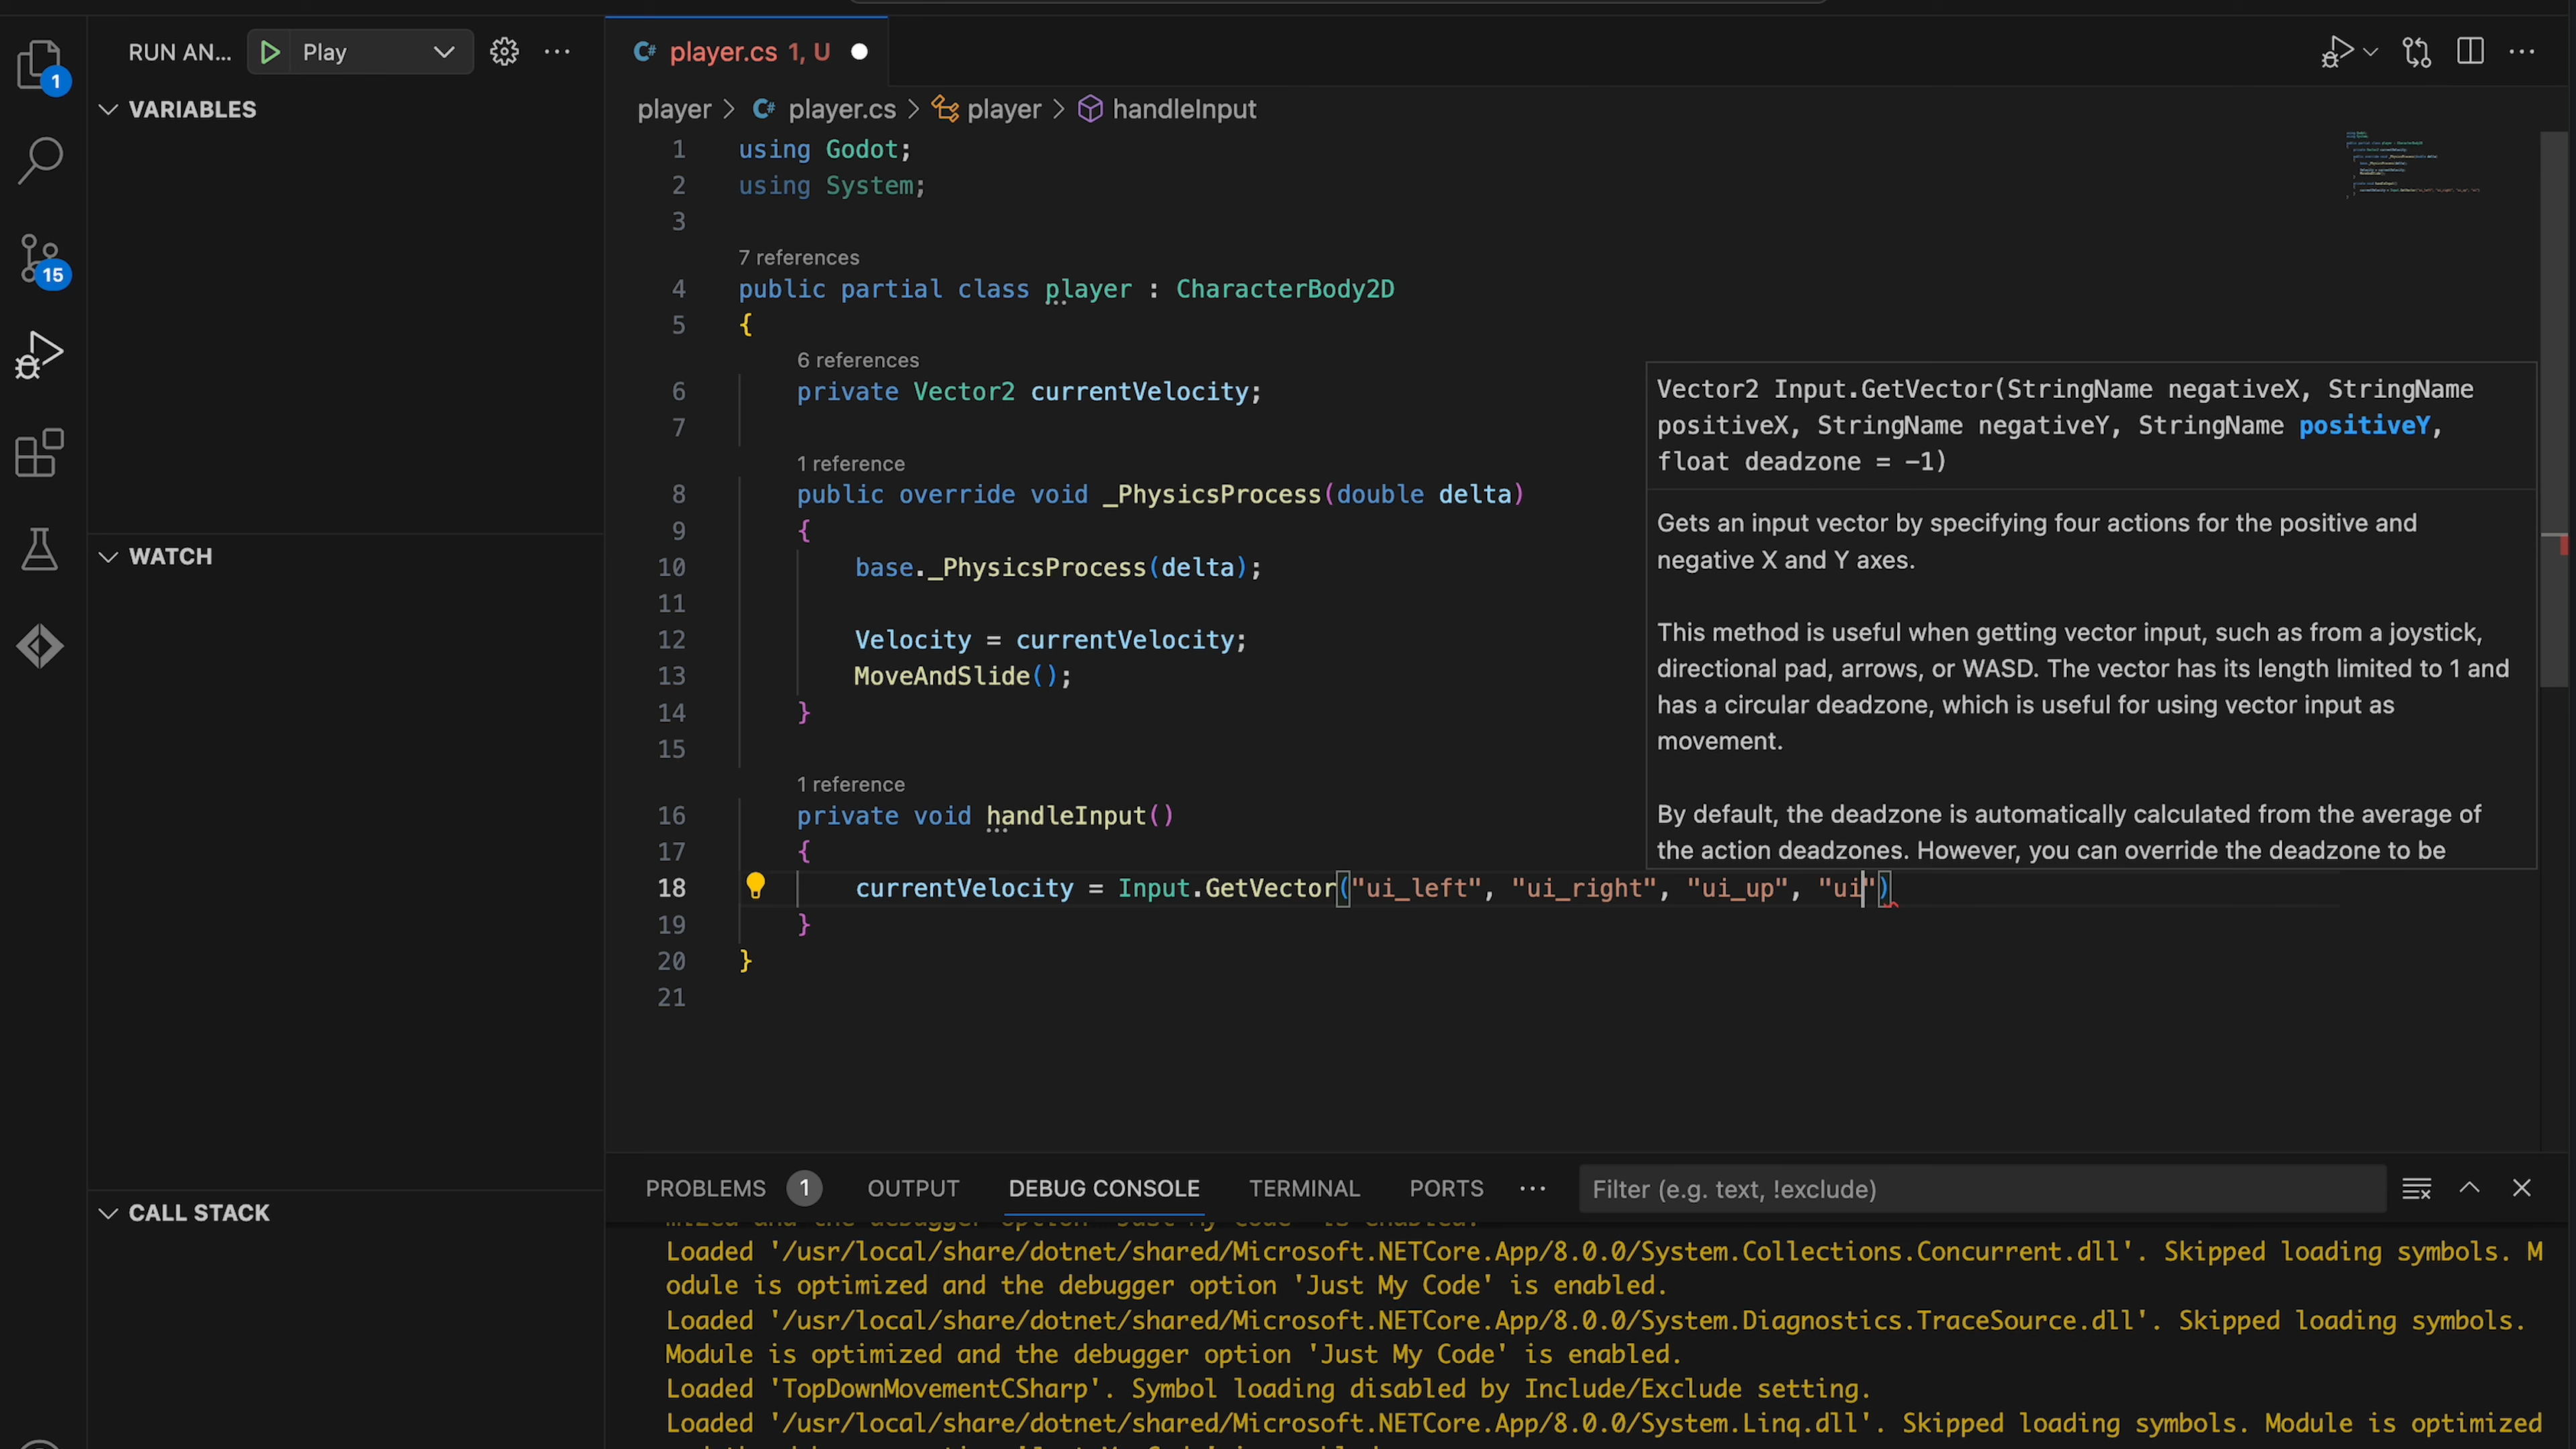 RUN AN... Play
1
15
VARIABLES
WATCH
CALL STACK
player.cs 1, U
player > player.cs > player > handleInput
1 using Godot;
2 using System;
3
7 references
4 public partial class player : CharacterBody2D
5 {
6 references
6 private Vector2 currentVelocity;
7
1 reference
8 public override void _PhysicsProcess(double delta)
9 {
10 base._PhysicsProcess(delta);
11
12 Velocity = currentVelocity;
13 MoveAndSlide();
14 }
15
1 reference
16 private void handleInput()
17 {
18 currentVelocity = Input.GetVector("ui_left", "ui_right", "ui_up", "ui")
19 }
20 }
21
Vector2 Input.GetVector(StringName negativeX, StringName
positiveX, StringName negativeY, StringName positiveY,
float deadzone = -1)
Gets an input vector by specifying four actions for the positive and
negative X and Y axes.
This method is useful when getting vector input, such as from a joystick,
directional pad, arrows, or WASD. The vector has its length limited to 1 and
has a circular deadzone, which is useful for using vector input as
movement.
By default, the deadzone is automatically calculated from the average of
the action deadzones. However, you can override the deadzone to be
PROBLEMS 1 OUTPUT DEBUG CONSOLE TERMINAL PORTS ... Filter (e.g. text, !exclude)
Loaded '/usr/local/share/dotnet/shared/Microsoft.NETCore.App/8.0.0/System.Collections.Concurrent.dll'. Skipped loading symbols. M
odule is optimized and the debugger option 'Just My Code' is enabled.
Loaded '/usr/local/share/dotnet/shared/Microsoft.NETCore.App/8.0.0/System.Diagnostics.TraceSource.dll'. Skipped loading symbols.
Module is optimized and the debugger option 'Just My Code' is enabled.
Loaded 'TopDownMovementCSharp'. Symbol loading disabled by Include/Exclude setting.
Loaded '/usr/local/share/dotnet/shared/Microsoft.NETCore.App/8.0.0/System.Linq.dll'. Skipped loading symbols. Module is optimized